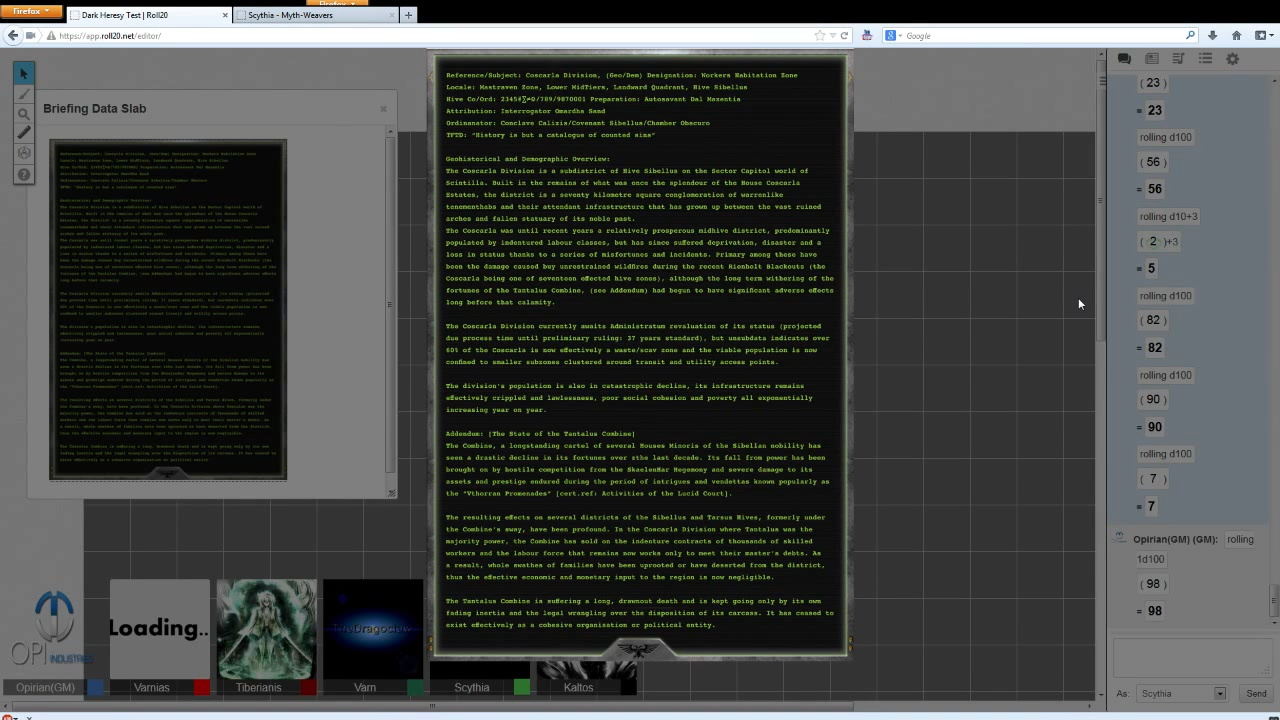 Firefox
Firefox
Dark Heresy Test | Roll20
Scythia - Myth-Weavers
https://app.roll20.net/editor/
Google
Briefing Data Slab
Reference/Subject: Coscarla Division, (Geo/Dem) Designation: Workers Habitation Zone
Locale: Mastraven Zone, Lower MidTiers, Landward Quadrant, Hive Sibellus
Hive Co/Ord: Preparation: Autosavant Dal Maxentia
Attribution: Interrogator Omardha Sand
Ordinanator: Conclave Calixis/Covenant Sibellus/Chamber Obscuro
TFTD: "History is but a catalogue of counted sins"
Geohistorical and Demographic Overview:
The Coscarla Division is a subdistrict of Hive Sibellus on the Sector Capitol world of
Scintilla. Built in the remains of what was once the splendour of the House Coscarla
Estates, the district is a seventy kilometre square conglomeration of warrenlike
tenementhabs and their attendant infrastructure that has grown up between the vast ruined
arches and fallen statuary of its noble past.
The Coscarla was until recent years a relatively prosperous midhive district, predominantly
populated by indentured labour classes, but has since suffered deprivation, disaster and a
loss in status thanks to a series of misfortunes and incidents. Primary among these have
been the damage caused buy unrestrained wildfires during the recent Hienholt Blackouts (the
Coscarla being one of seventeen effected hive zones), although the long term withering of the
fortunes of the Tantalus Combine, (see Addendum) had begun to have significant adverse effects
long before that calamity.
The Coscarla Division currently awaits Administratum revaluation of its status (projected
due process time until preliminary ruling: 27 years standard), but unsubdata indicates over
60% of the Coscarla is now effectively a waste/scav zone and the viable population is now
confined to smaller subzones clustered around transit and utility access points.
The division's population is also in catastrophic decline, its infrastructure remains
effectively crippled and lawlessness, poor social cohesion and poverty all exponentially
increasing year on year.
Addendum: [The State of the Tantalus Combine]
The Combine, a longstanding cartel of several Houses Minoris of the Sibellan nobility has
seen a drastic decline in its fortunes over sthe last decade. Its fall from power has been
brought on by hostile competition from the SkaelenHar Hegemony and severe damage to its
assets and prestige endured during the period of intrigues and vendettas known popularly as
the "Vthorran Promenades" [cert.ref: Activities of the Lucid Court].
The resulting effects on several districts of the Sibellus and Tarsus Hives, formerly under
the Combine's sway, have been profound. In the Coscarla Division where Tantalus was the
majority power, the Combine has sold on the indenture contracts of thousands of skilled
workers and the labour force that remains now works only to meet their master's debts. As
a result, whole swathes of families have been uprooted or have deserted from the district,
thus the effective economic and monetary input to the region is now negligible.
The Tantalus Combine is suffering a long, drawnout death and is kept going only by its own
fading inertia and the legal wrangling over the disposition of its carcass. It has ceased to
exist effectively as a cohesive organisation or political entity.
( 23 )
= 23
rolling d100
( 56 )
= 56
rolling d10+3
( 2 )+3
= 5
rolling d100
( 82 )
= 82
rolling d100
( 90 )
= 90
rolling d100
( 7 )
= 7
Opirian(GM) (GM): rolling
1d100
( 98 )
= 98
As: Scythia
Send
OPI INDUSTRIES
Loading..
Opirian(GM)
Varnias
Tiberianis
Varn
Scythia
Kaltos